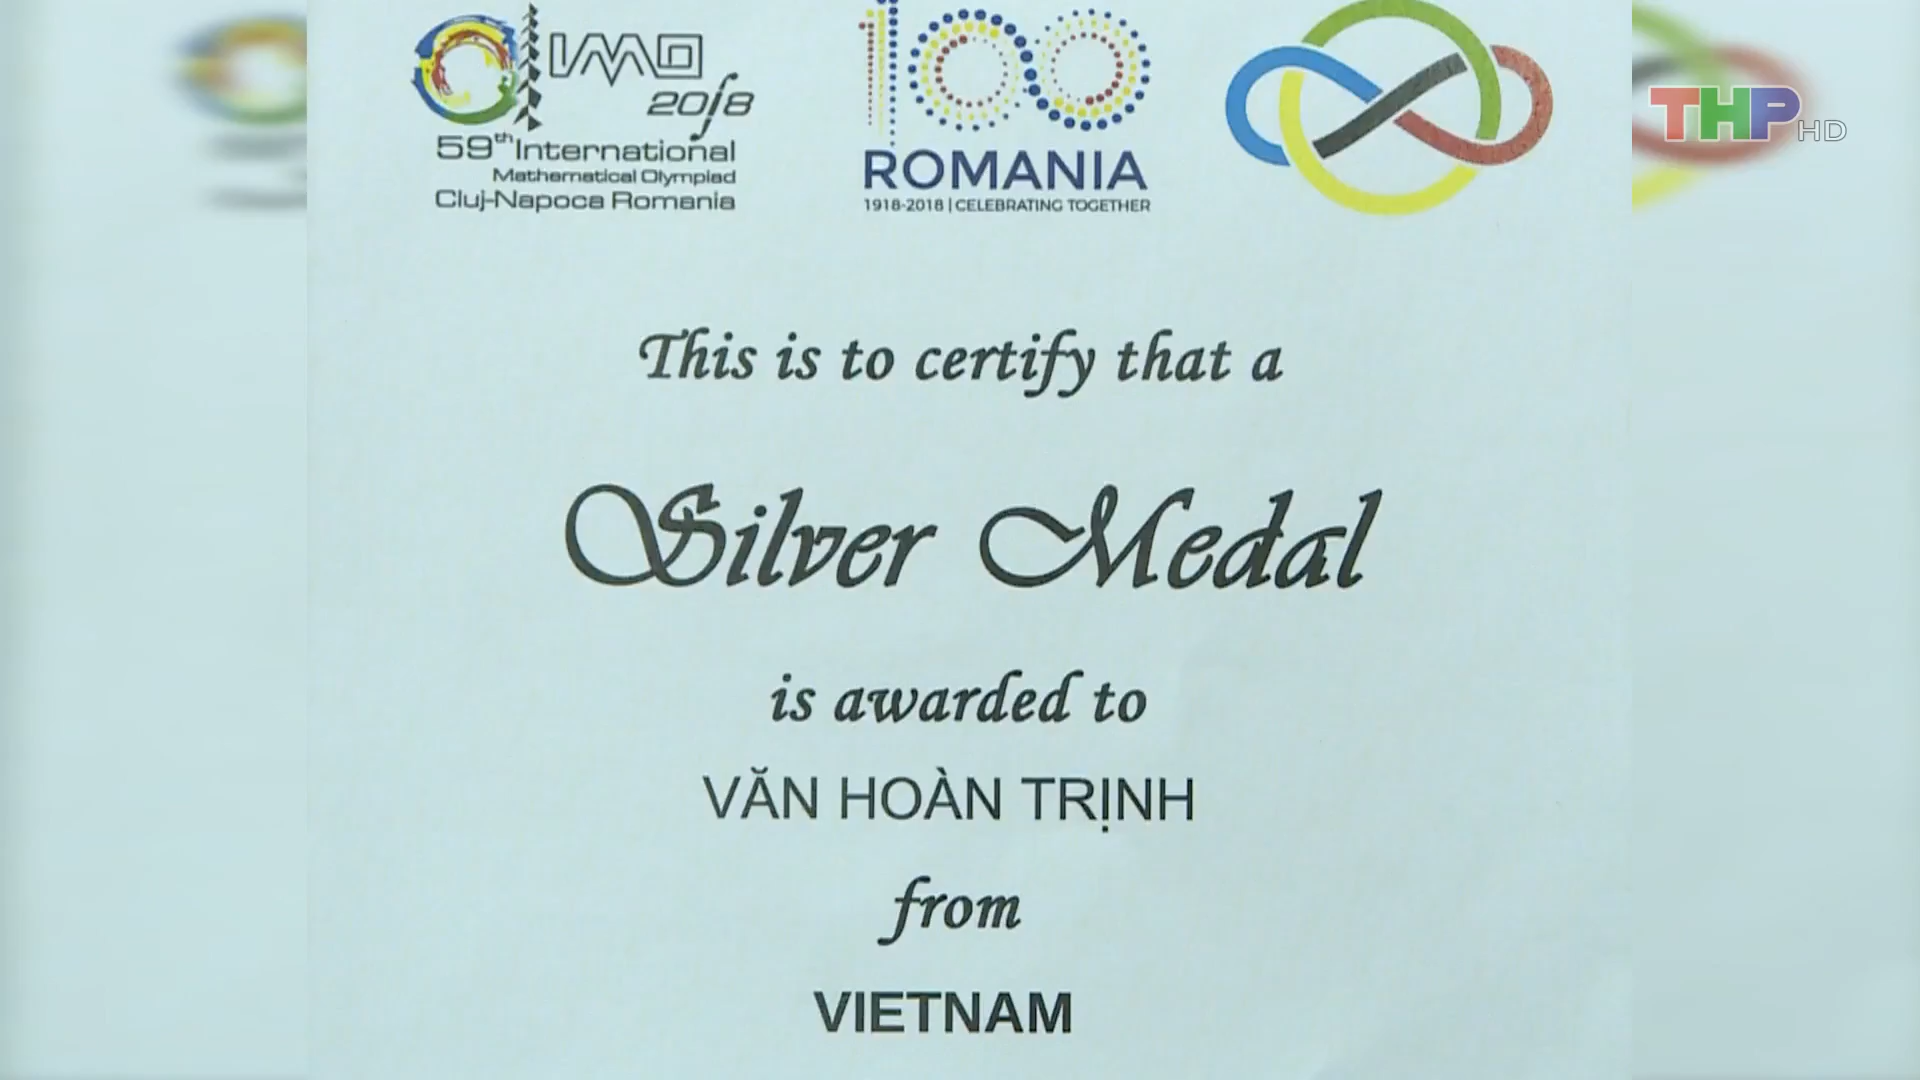 IMO
2018
59th International
Mathematical Olympiad
Cluj-Napoca Romania
100
ROMANIA
1918-2018 | CELEBRATING TOGETHER
THP HD
This is to certify that a
Silver Medal
is awarded to
VĂN HOÀN TRỊNH
from
VIETNAM